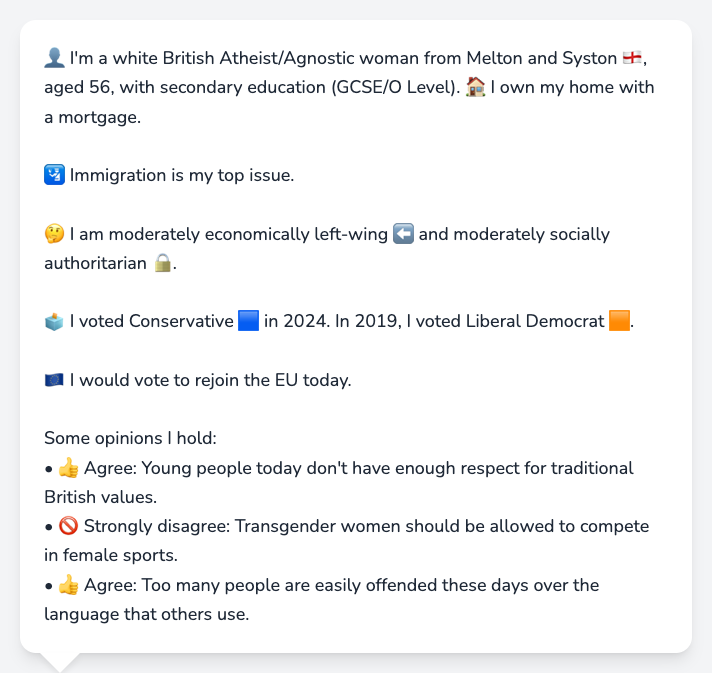 👤 I'm a white British Atheist/Agnostic woman from Melton and Syston 🏴󠁧󠁢󠁥󠁮󠁧󠁿,
aged 56, with secondary education (GCSE/O Level). 🏠 I own my home with
a mortgage.
🛂 Immigration is my top issue.
🤔 I am moderately economically left-wing ⬅️ and moderately socially
authoritarian 🔒.
🗳️ I voted Conservative 🟦 in 2024. In 2019, I voted Liberal Democrat 🟧.
🇪🇺 I would vote to rejoin the EU today.
Some opinions I hold:
• 👍 Agree: Young people today don't have enough respect for traditional
British values.
• 🚫 Strongly disagree: Transgender women should be allowed to compete
in female sports.
• 👍 Agree: Too many people are easily offended these days over the
language that others use.